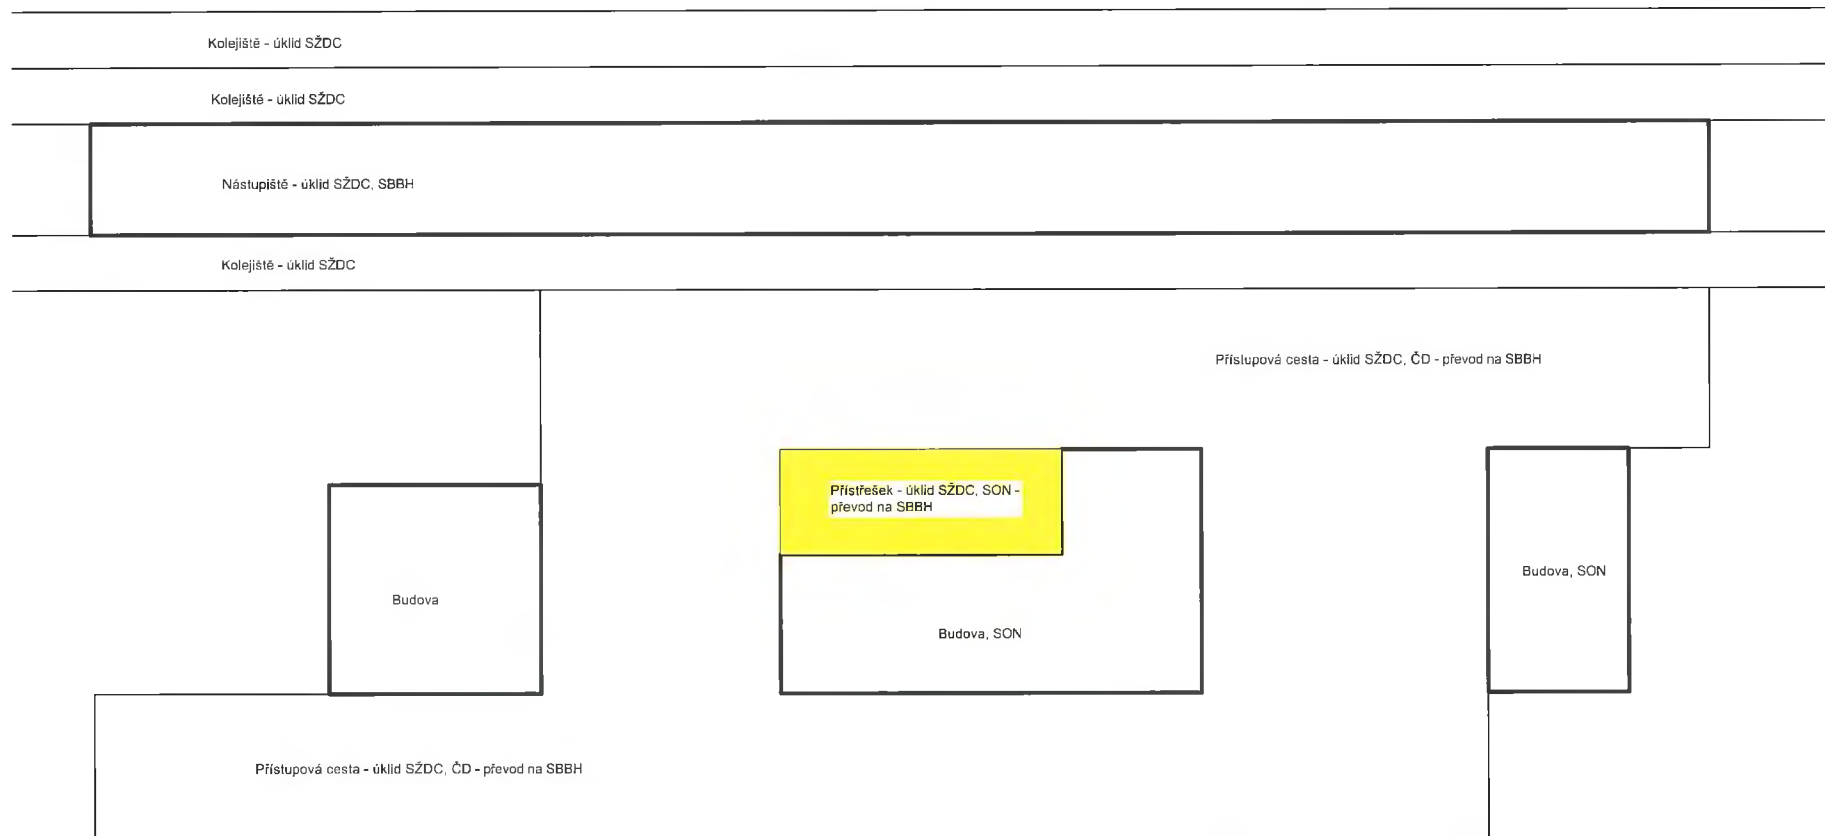 Kolejiště - úklid SŽDC
Kolejiště - úklid SŽDC
Nástupiště - úklid SŽDC, SBBH
Kolejiště - úklid SŽDC
Přístupová cesta - úklid SŽDC, ČD - převod na SBBH
Přístřešek - úklid SŽDC, SON -
převod na SBBH
Budova, SON
Budova
Budova, SON
Přístupová cesta - úklid SŽDC, ČD - převod na SBBH